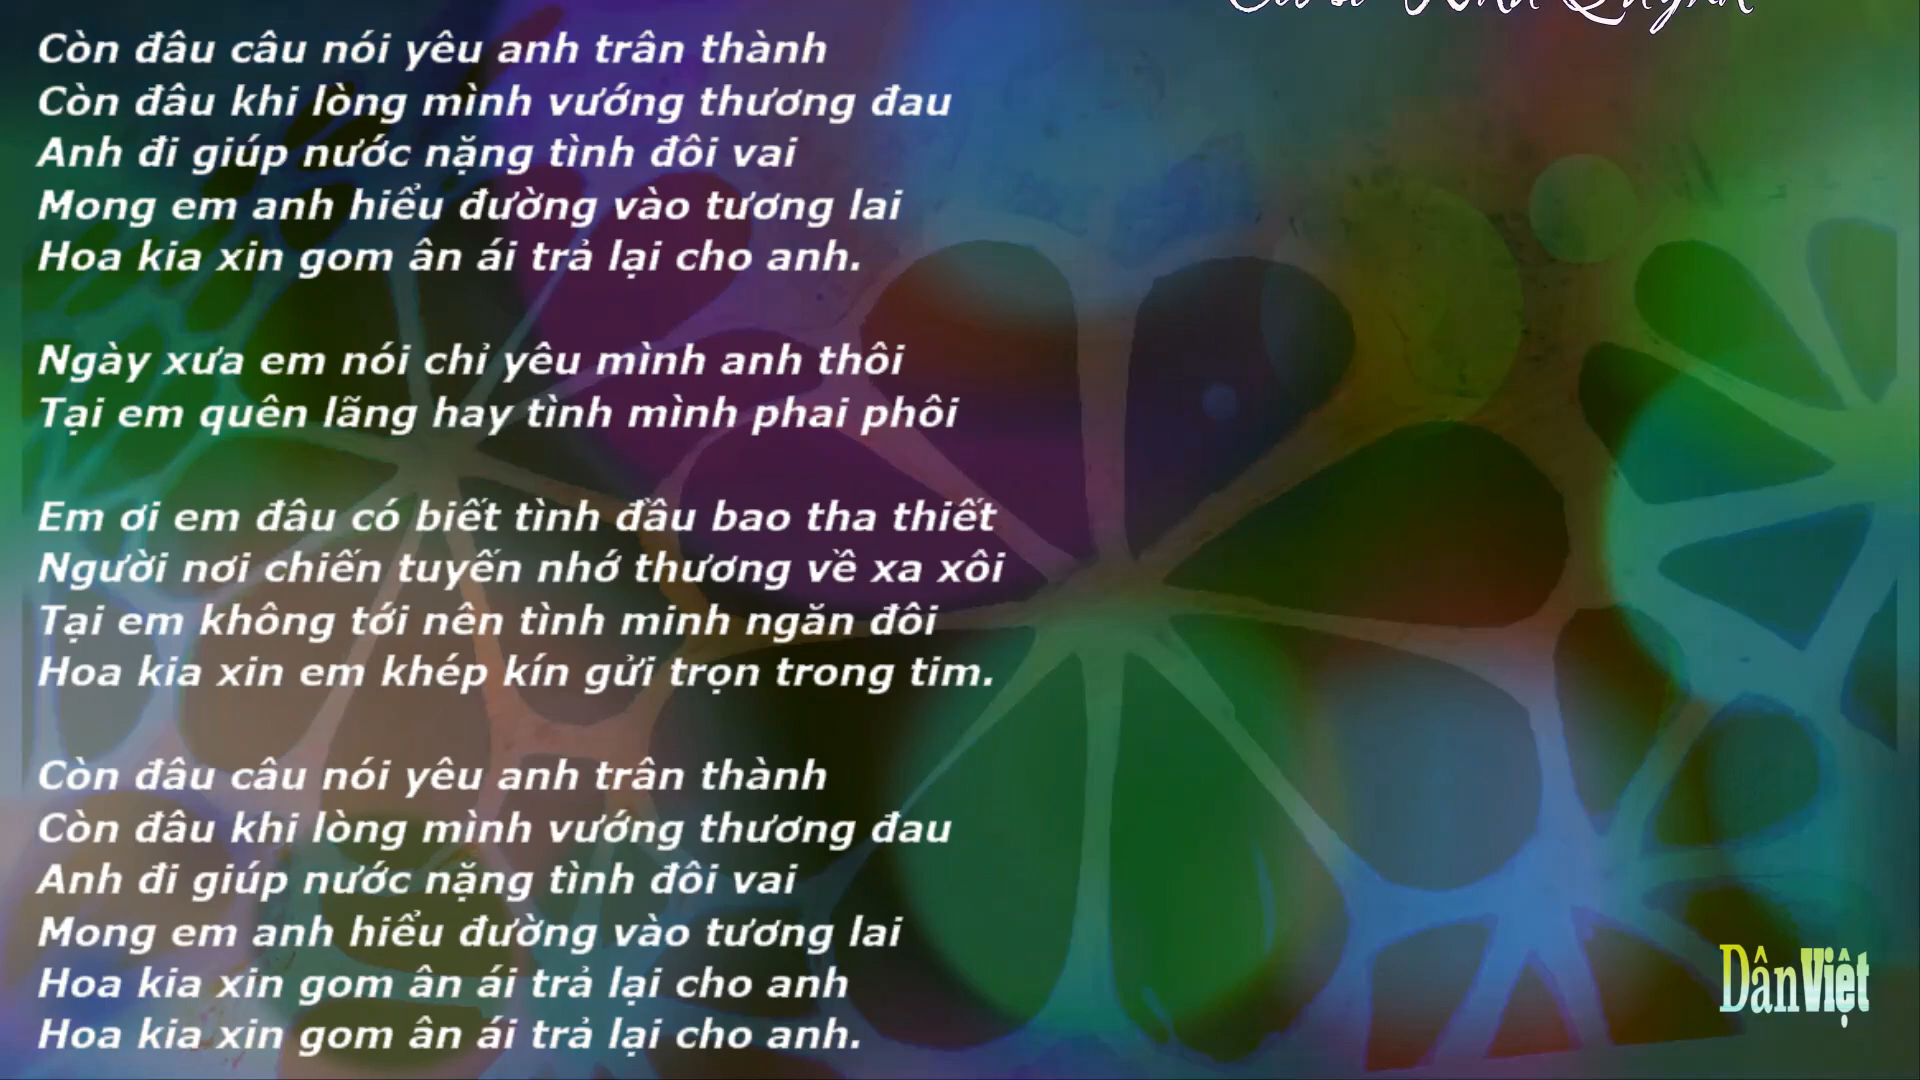 Ca sĩ Như Quỳnh
Còn đâu câu nói yêu anh trân thành
Còn đâu khi lòng mình vướng thương đau
Anh đi giúp nước nặng tình đôi vai
Mong em anh hiểu đường vào tương lai
Hoa kia xin gom ân ái trả lại cho anh.
Ngày xưa em nói chỉ yêu mình anh thôi
Tại em quên lãng hay tình mình phai phôi
Em ơi em đâu có biết tình đầu bao tha thiết
Người nơi chiến tuyến nhớ thương về xa xôi
Tại em không tới nên tình minh ngăn đôi
Hoa kia xin em khép kín gửi trọn trong tim.
Còn đâu câu nói yêu anh trân thành
Còn đâu khi lòng mình vướng thương đau
Anh đi giúp nước nặng tình đôi vai
Mong em anh hiểu đường vào tương lai
Hoa kia xin gom ân ái trả lại cho anh
Hoa kia xin gom ân ái trả lại cho anh.
DânViệt